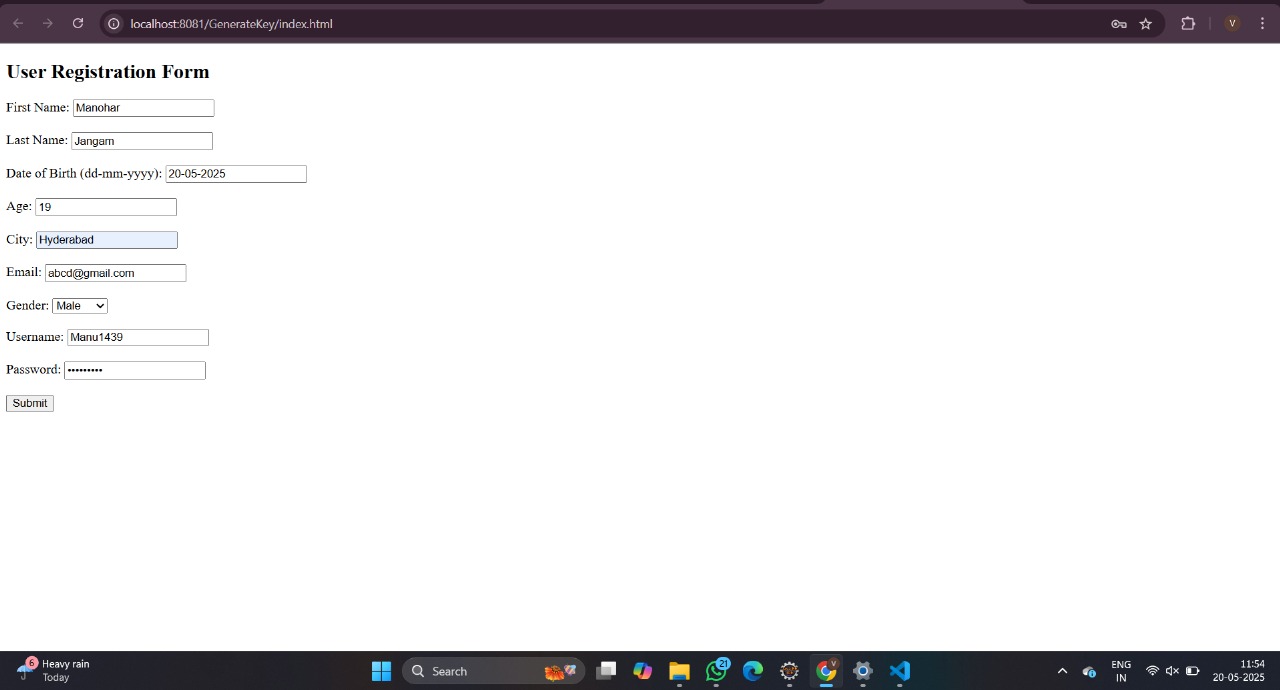 localhost:8081/GenerateKey/index.html
V
User Registration Form
First Name: Manohar
Last Name: Jangam
Date of Birth (dd-mm-yyyy): 20-05-2025
Age: 19
City: Hyderabad
Email: abcd@gmail.com
Gender: Male
Username: Manu1439
Password: •••••••••
Submit
6
Heavy rain
Today
Search
21
V
ENG
IN
11:54
20-05-2025